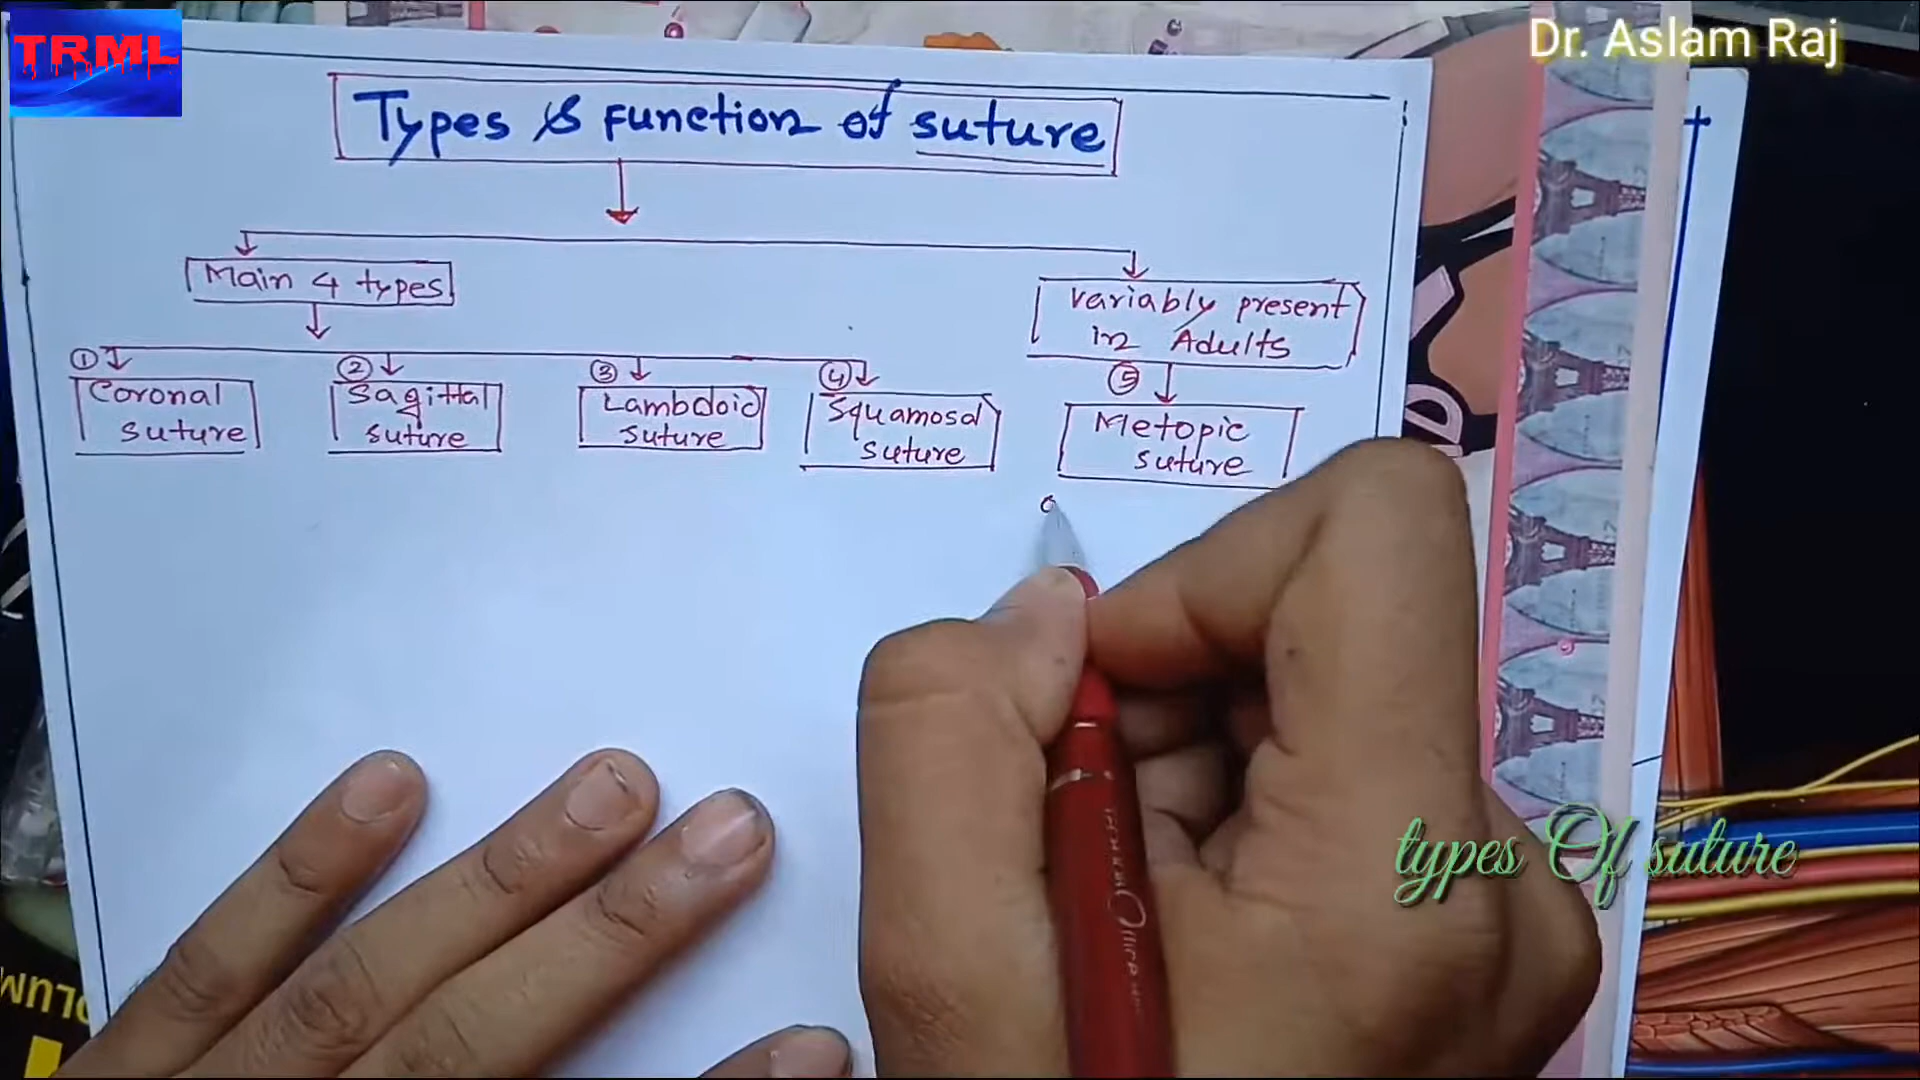 TRML
Dr. Aslam Raj
Types & function of suture
Main 4 types
variably present
in Adults
①
Coronal
suture
②
Sagittal
suture
③
Lambdoid
suture
④
Squamosal
suture
⑤
Metopic
suture
types Of suture